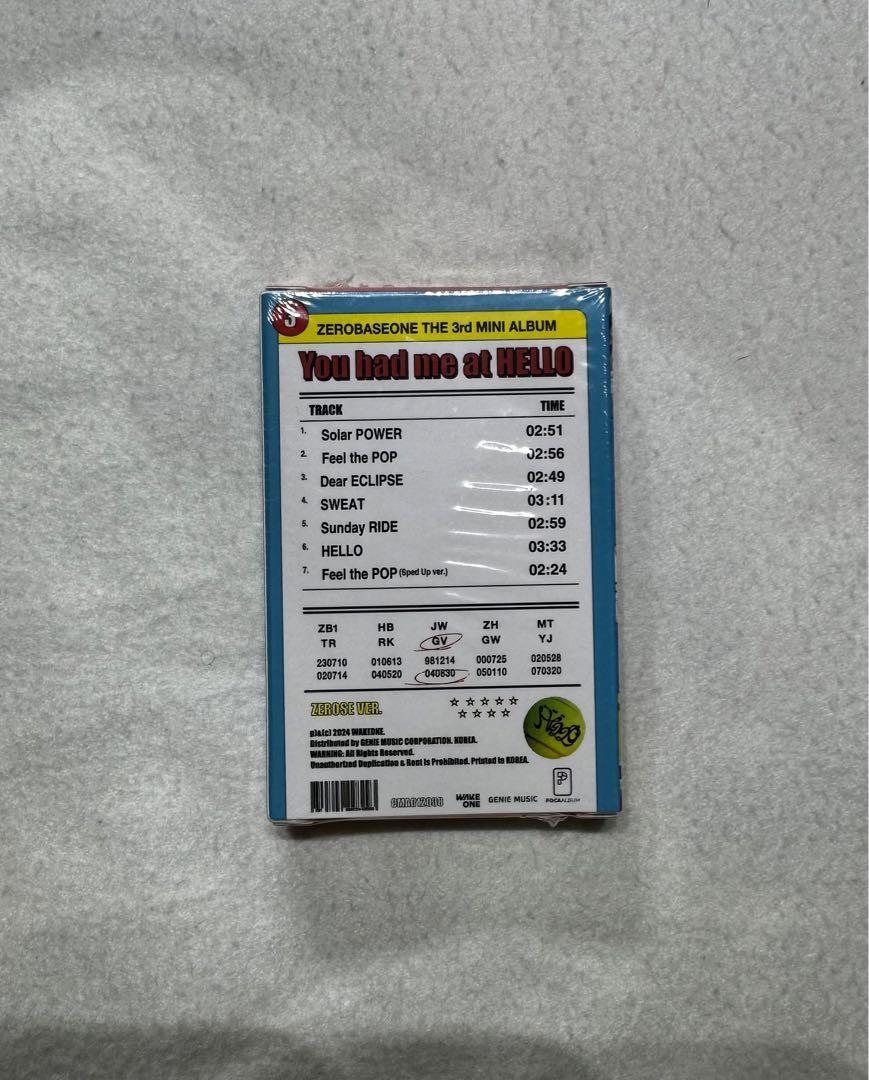 3
ZEROBASEONE THE 3rd MINI ALBUM
You had me at HELLO
TRACK TIME
1. Solar POWER 02:51
2. Feel the POP 02:56
3. Dear ECLIPSE 02:49
4. SWEAT 03:11
5. Sunday RIDE 02:59
6. HELLO 03:33
7. Feel the POP (Sped Up ver.) 02:24
ZB1 HB JW ZH MT
TR RK GV GW YJ
230710 010613 981214 000725 020528
020714 040520 040830 050110 070320
ZEROSE VER.
p)&(c) 2024 WAKEONE.
Distributed by GENIE MUSIC CORPORATION. KOREA.
WARNING: All Rights Reserved.
Unauthorized Duplication & Rent is Prohibited. Printed in KOREA.
WAKE ONE GENIE MUSIC POCAALBUM